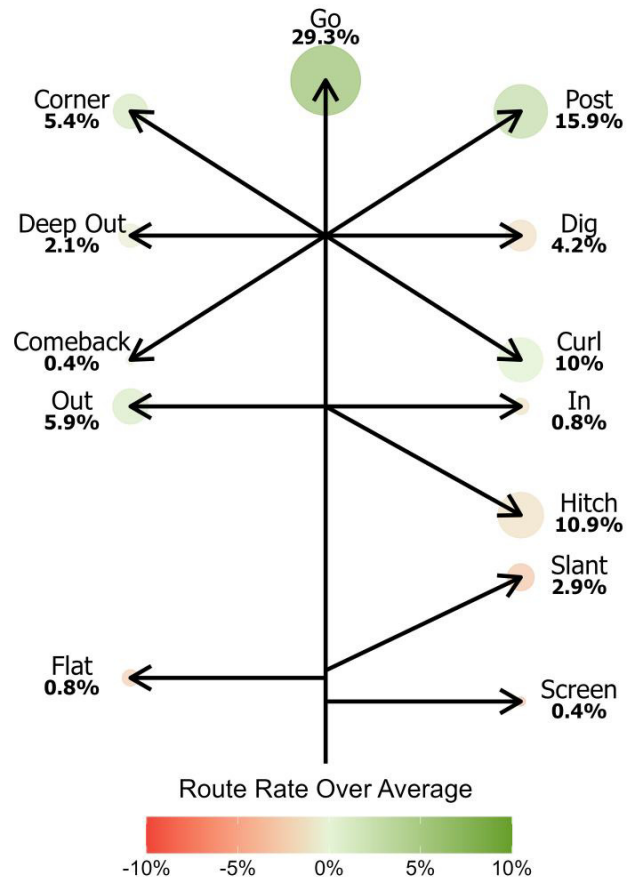 Go
29.3%
Corner
5.4%
Post
15.9%
Deep Out
2.1%
Dig
4.2%
Comeback
0.4%
Curl
10%
Out
5.9%
In
0.8%
Hitch
10.9%
Slant
2.9%
Flat
0.8%
Screen
0.4%
Route Rate Over Average
-10% -5% 0% 5% 10%